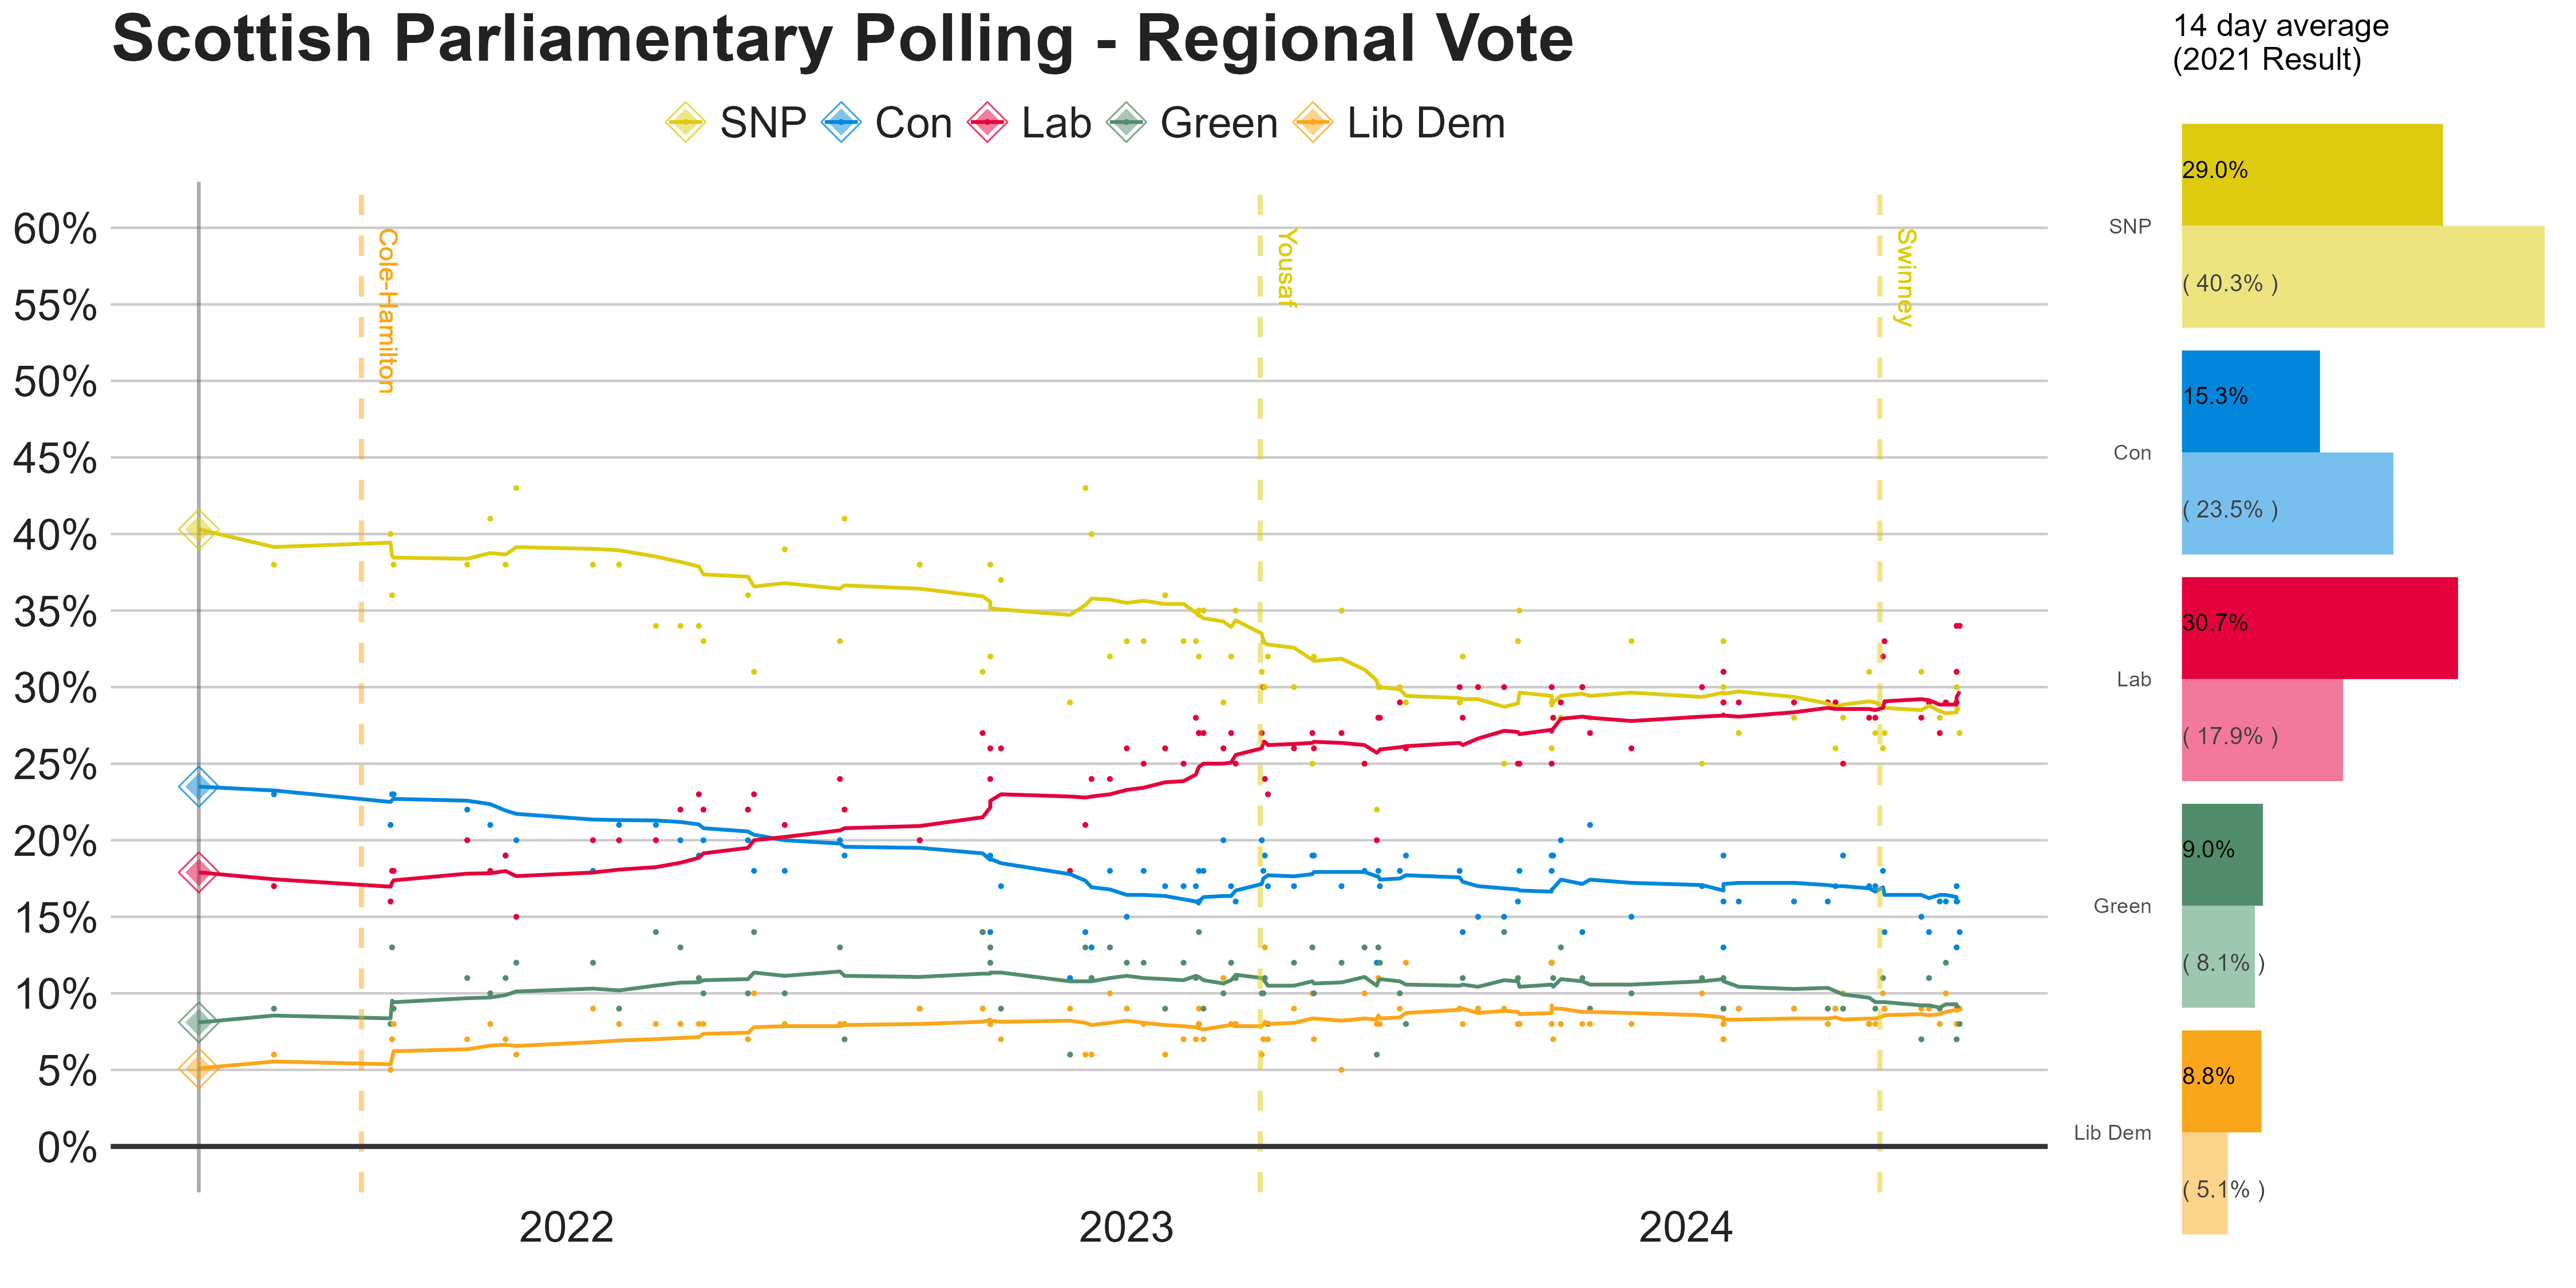 Scottish Parliamentary Polling - Regional Vote
14 day average
(2021 Result)
SNP Con Lab Green Lib Dem
60%
55%
50%
45%
40%
35%
30%
25%
20%
15%
10%
5%
0%
Cole-Hamilton
Yousaf
Swinney
2022 2023 2024
SNP
29.0%
( 40.3% )
Con
15.3%
( 23.5% )
Lab
30.7%
( 17.9% )
Green
9.0%
( 8.1% )
Lib Dem
8.8%
( 5.1% )